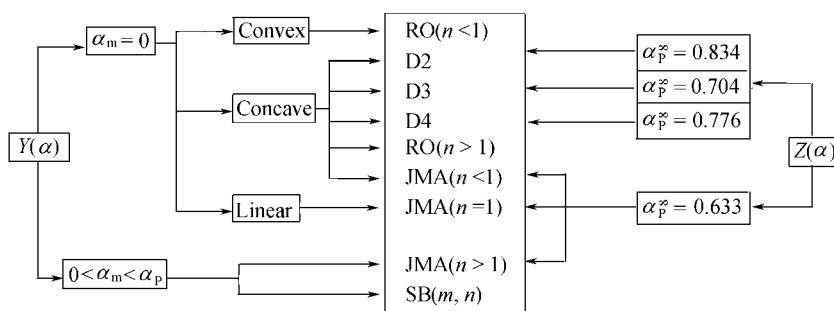 α_m = 0
Convex
RO(n <1)
D2
α_P^∞ = 0.834
D3
α_P^∞ = 0.704
Concave
D4
α_P^∞ = 0.776
Y(α)
RO(n > 1)
Z(α)
JMA(n <1)
Linear
JMA(n =1)
α_P^∞ = 0.633
0 < α_m < α_p
JMA(n > 1)
SB(m, n)